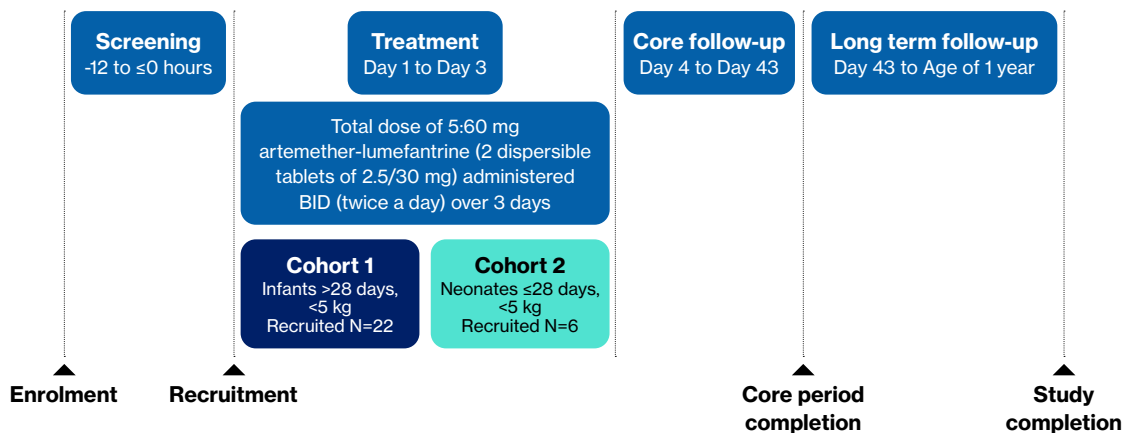 Screening
-12 to ≤0 hours
Treatment
Day 1 to Day 3
Core follow-up
Day 4 to Day 43
Long term follow-up
Day 43 to Age of 1 year
Total dose of 5:60 mg
artemether-lumefantrine (2 dispersible
tablets of 2.5/30 mg) administered
BID (twice a day) over 3 days
Cohort 1
Infants >28 days,
<5 kg
Recruited N=22
Cohort 2
Neonates ≤28 days,
<5 kg
Recruited N=6
Enrolment
Recruitment
Core period
completion
Study
completion